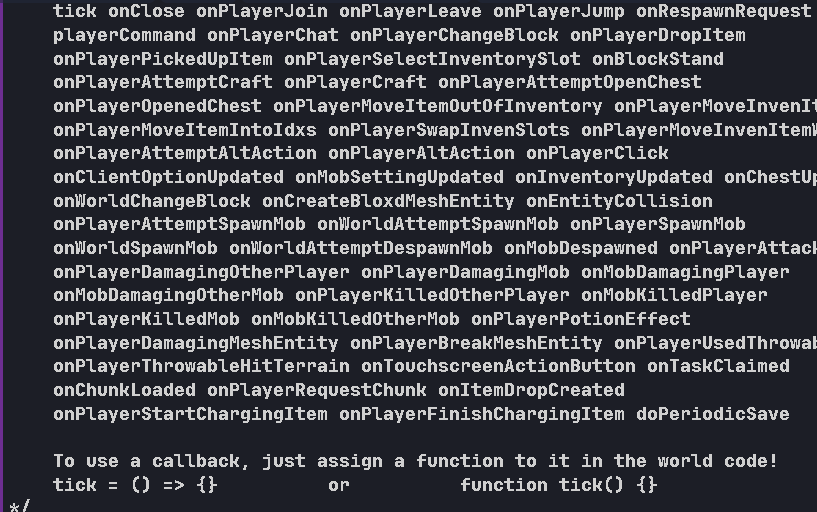 tick onClose onPlayerJoin onPlayerLeave onPlayerJump onRespawnRequest
playerCommand onPlayerChat onPlayerChangeBlock onPlayerDropItem
onPlayerPickedUpItem onPlayerSelectInventorySlot onBlockStand
onPlayerAttemptCraft onPlayerCraft onPlayerAttemptOpenChest
onPlayerOpenedChest onPlayerMoveItemOutOfInventory onPlayerMoveInvenIt
onPlayerMoveItemIntoIdxs onPlayerSwapInvenSlots onPlayerMoveInvenItemW
onPlayerAttemptAltAction onPlayerAltAction onPlayerClick
onClientOptionUpdated onMobSettingUpdated onInventoryUpdated onChestUp
onWorldChangeBlock onCreateBloxdMeshEntity onEntityCollision
onPlayerAttemptSpawnMob onWorldAttemptSpawnMob onPlayerSpawnMob
onWorldSpawnMob onWorldAttemptDespawnMob onMobDespawned onPlayerAttack
onPlayerDamagingOtherPlayer onPlayerDamagingMob onMobDamagingPlayer
onMobDamagingOtherMob onPlayerKilledOtherPlayer onMobKilledPlayer
onPlayerKilledMob onMobKilledOtherMob onPlayerPotionEffect
onPlayerDamagingMeshEntity onPlayerBreakMeshEntity onPlayerUsedThrowab
onPlayerThrowableHitTerrain onTouchscreenActionButton onTaskClaimed
onChunkLoaded onPlayerRequestChunk onItemDropCreated
onPlayerStartChargingItem onPlayerFinishChargingItem doPeriodicSave
To use a callback, just assign a function to it in the world code!
tick = () => {} or function tick() {}
*/